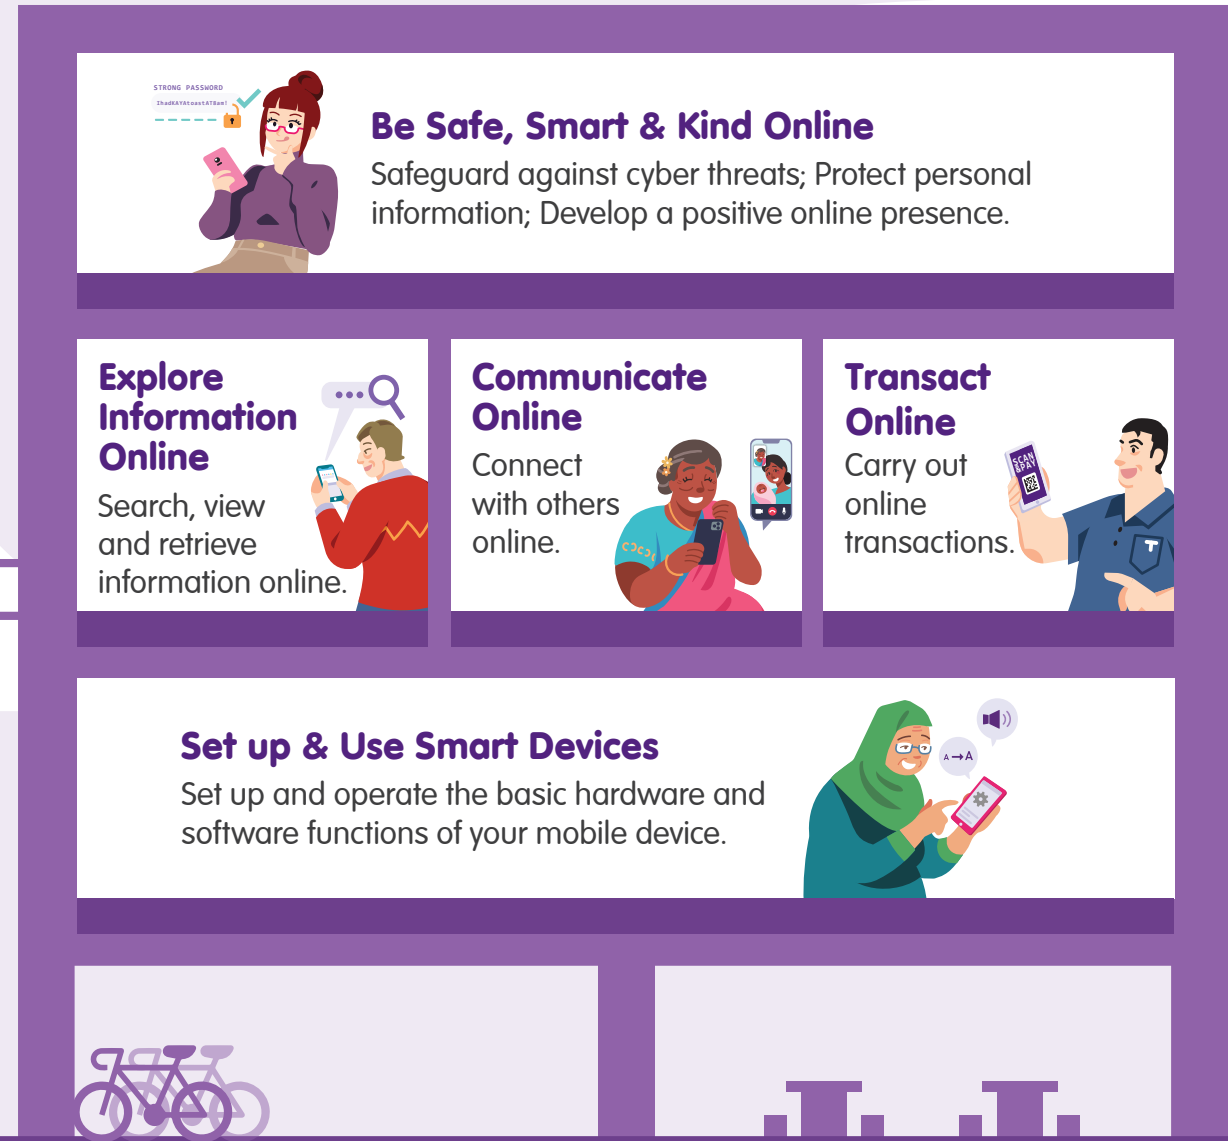 STRONG PASSWORD
IhadKAYAtoastAT8am!
Be Safe, Smart & Kind Online
Safeguard against cyber threats; Protect personal
information; Develop a positive online presence.
Explore
Information
Online
Search, view
and retrieve
information online.
Communicate
Online
Connect
with others
online.
Transact
Online
Carry out
online
transactions.
SCAN
&PAY
Set up & Use Smart Devices
Set up and operate the basic hardware and
software functions of your mobile device.
A→A